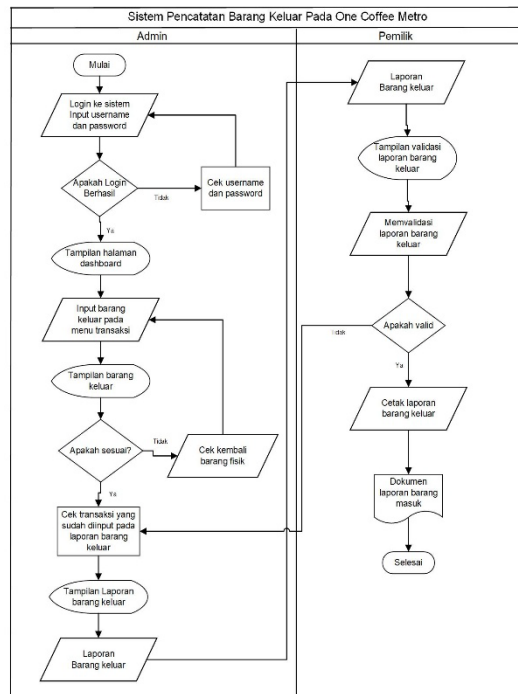 Sistem Pencatatan Barang Keluar Pada One Coffee Metro
Admin
Pemilik
Mulai
Login ke sistem
Input username
dan password
Apakah Login
Berhasil
Tidak
Cek username
dan password
Ya
Tampilan halaman
dashboard
Input barang
keluar pada
menu transaksi
Tampilan barang
keluar
Apakah sesuai?
Tidak
Cek kembali
barang fisik
Ya
Cek transaksi yang
sudah diinput pada
laporan barang
keluar
Tampilan Laporan
barang keluar
Laporan
Barang keluar
Laporan
Barang keluar
Tampilan validasi
laporan barang
keluar
Memvalidasi
laporan barang
keluar
Apakah valid
Tidak
Ya
Cetak laporan
barang keluar
Dokumen
laporan barang
masuk
Selesai